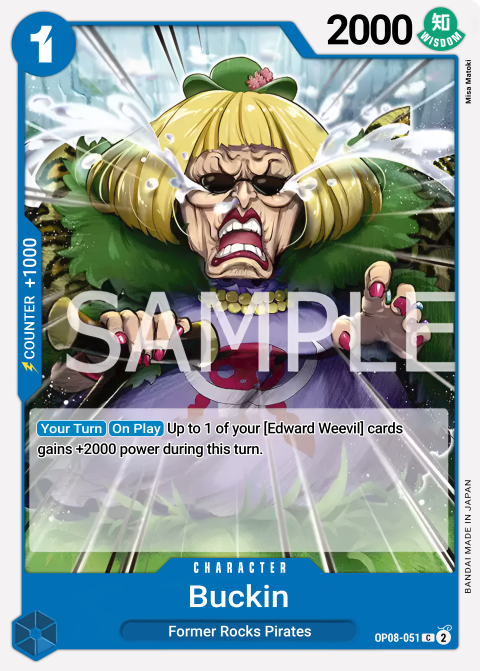 1
2000
知
WISDOM
Misa Matoki
COUNTER +1000
SAMPLE
Your Turn On Play Up to 1 of your [Edward Weevil] cards
gains +2000 power during this turn.
BANDAI MADE IN JAPAN
CHARACTER
Buckin
Former Rocks Pirates
OP08-051 C 2